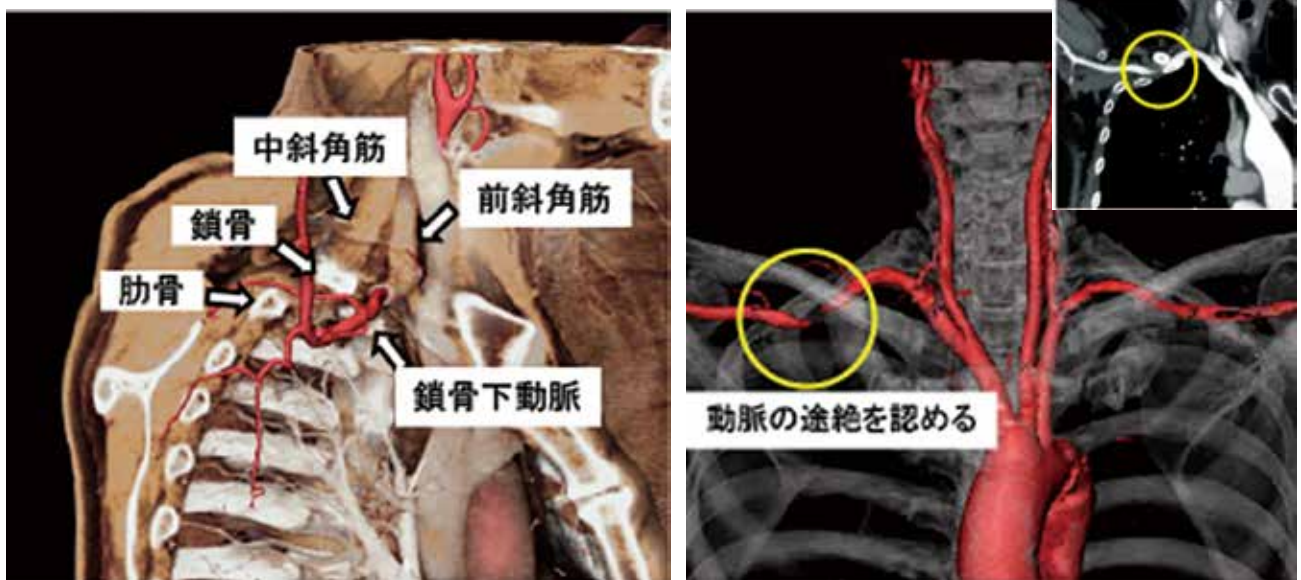 中斜角筋
前斜角筋
鎖骨
肋骨
鎖骨下動脈
動脈の途絶を認める